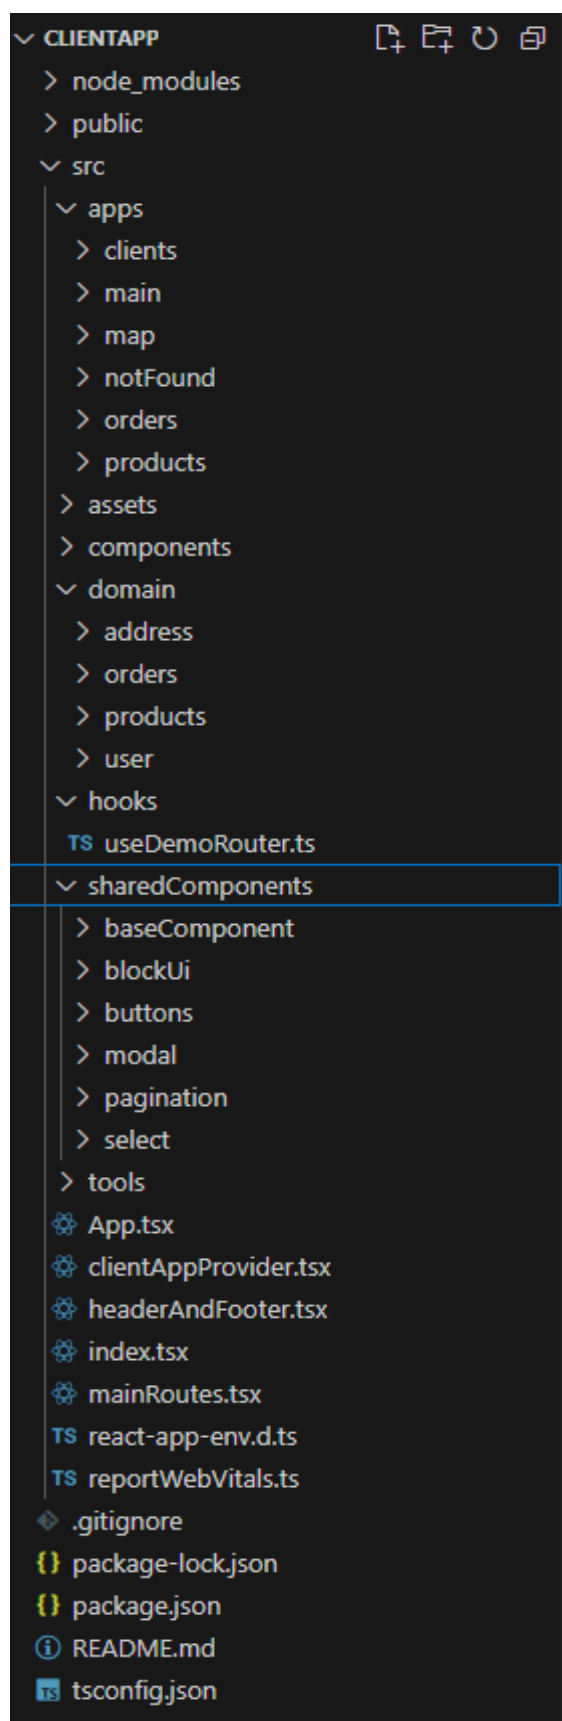 CLIENTAPP
node_modules
public
src
apps
clients
main
map
notFound
orders
products
assets
components
domain
address
orders
products
user
hooks
TS useDemoRouter.ts
sharedComponents
baseComponent
blockUi
buttons
modal
pagination
select
tools
App.tsx
clientAppProvider.tsx
headerAndFooter.tsx
index.tsx
mainRoutes.tsx
TS react-app-env.d.ts
TS reportWebVitals.ts
.gitignore
{} package-lock.json
{} package.json
README.md
TS tsconfig.json